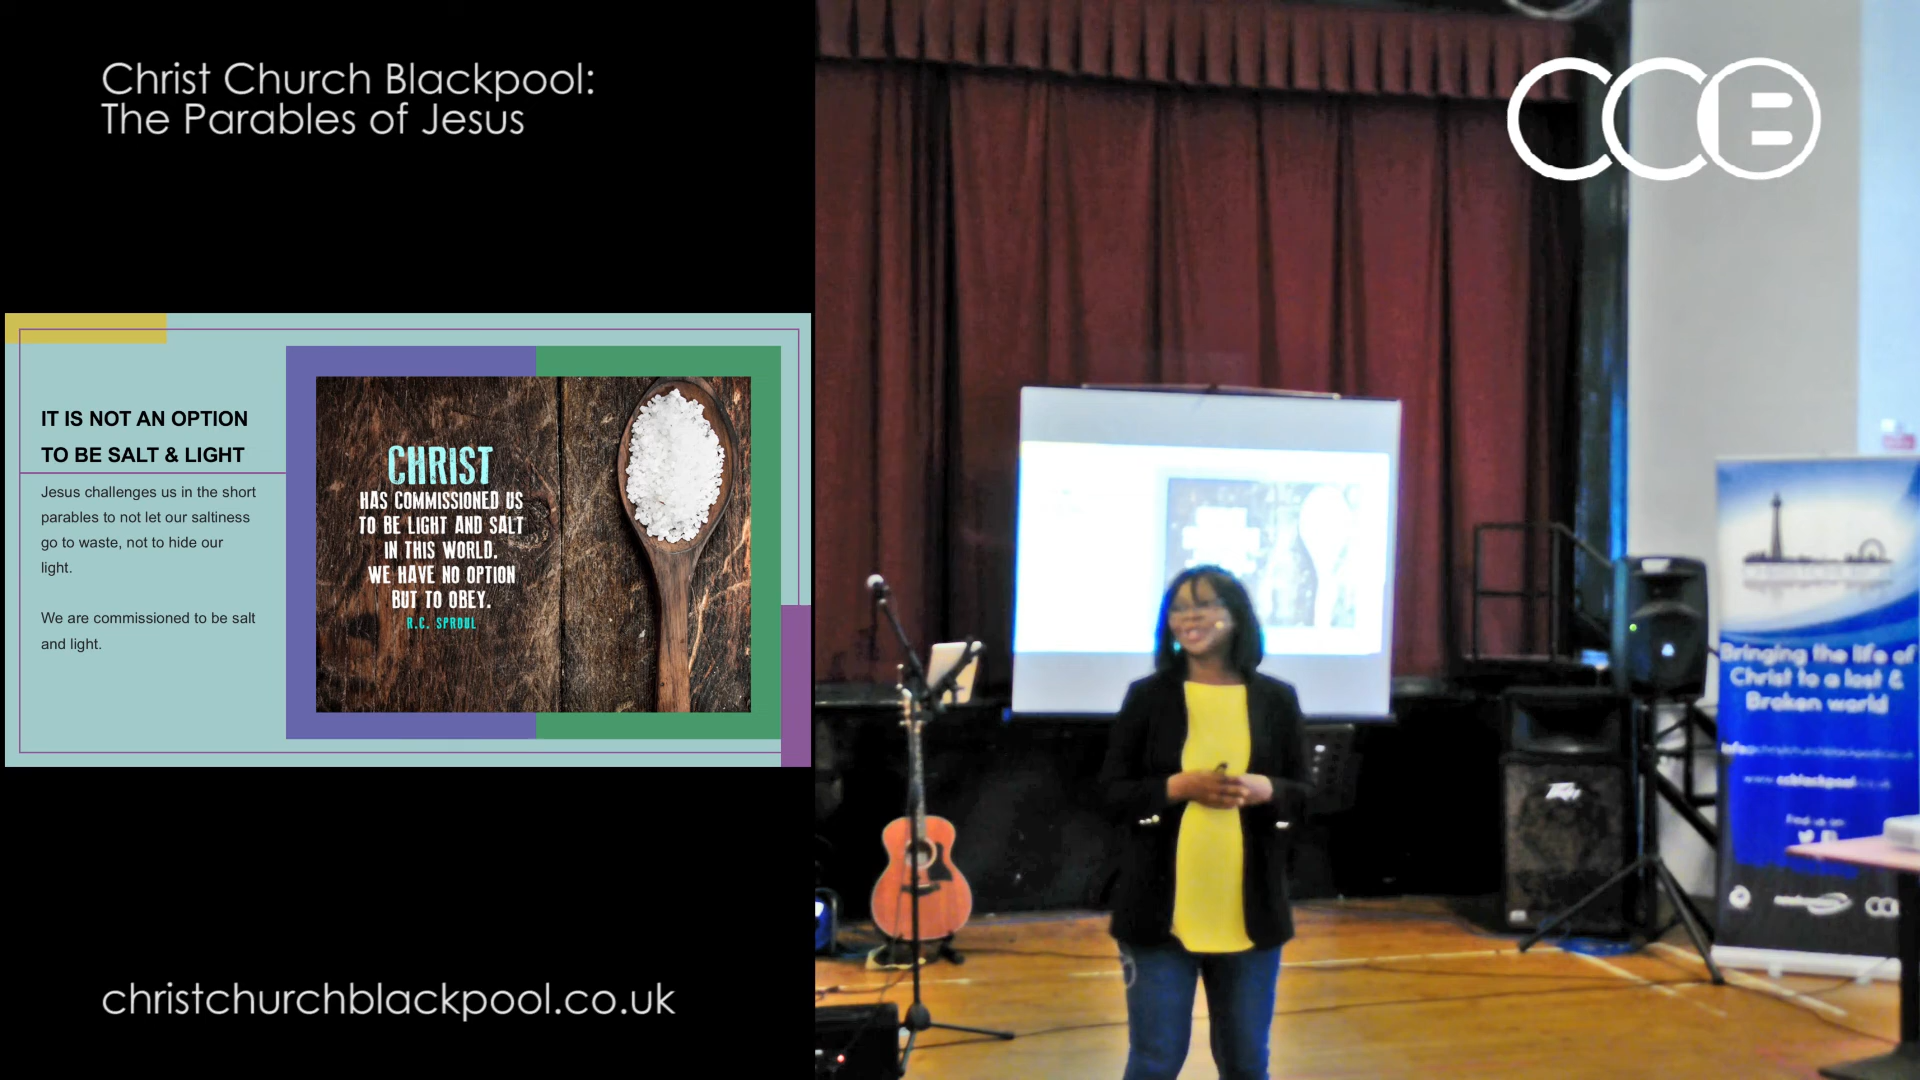 Christ Church Blackpool:
The Parables of Jesus
CCB
IT IS NOT AN OPTION
TO BE SALT & LIGHT
Jesus challenges us in the short
parables to not let our saltiness
go to waste, not to hide our
light.
We are commissioned to be salt
and light.
CHRIST
HAS COMMISSIONED US
TO BE LIGHT AND SALT
IN THIS WORLD.
WE HAVE NO OPTION
BUT TO OBEY.
R.C. SPROUL
Bringing the life of
Christ to a lost &
Broken world
Find us on
christchurchblackpool.co.uk